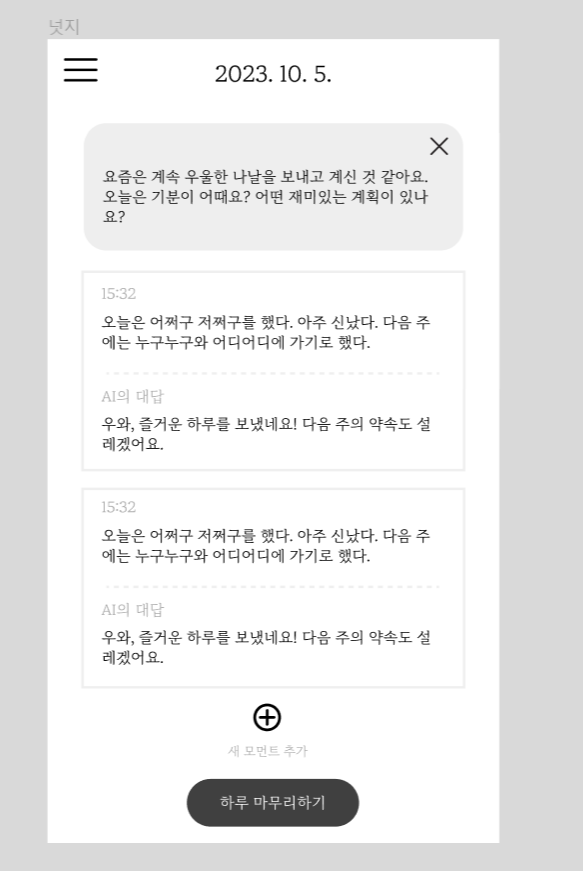 넛지
2023. 10. 5.
요즘은 계속 우울한 나날을 보내고 계신 것 같아요.
오늘은 기분이 어때요? 어떤 재미있는 계획이 있나
요?
15:32
오늘은 어쩌구 저쩌구를 했다. 아주 신났다. 다음 주
에는 누구누구와 어디어디에 가기로 했다.
AI의 대답
우와, 즐거운 하루를 보냈네요! 다음 주의 약속도 설
레겠어요.
15:32
오늘은 어쩌구 저쩌구를 했다. 아주 신났다. 다음 주
에는 누구누구와 어디어디에 가기로 했다.
AI의 대답
우와, 즐거운 하루를 보냈네요! 다음 주의 약속도 설
레겠어요.
새 모먼트 추가
하루 마무리하기